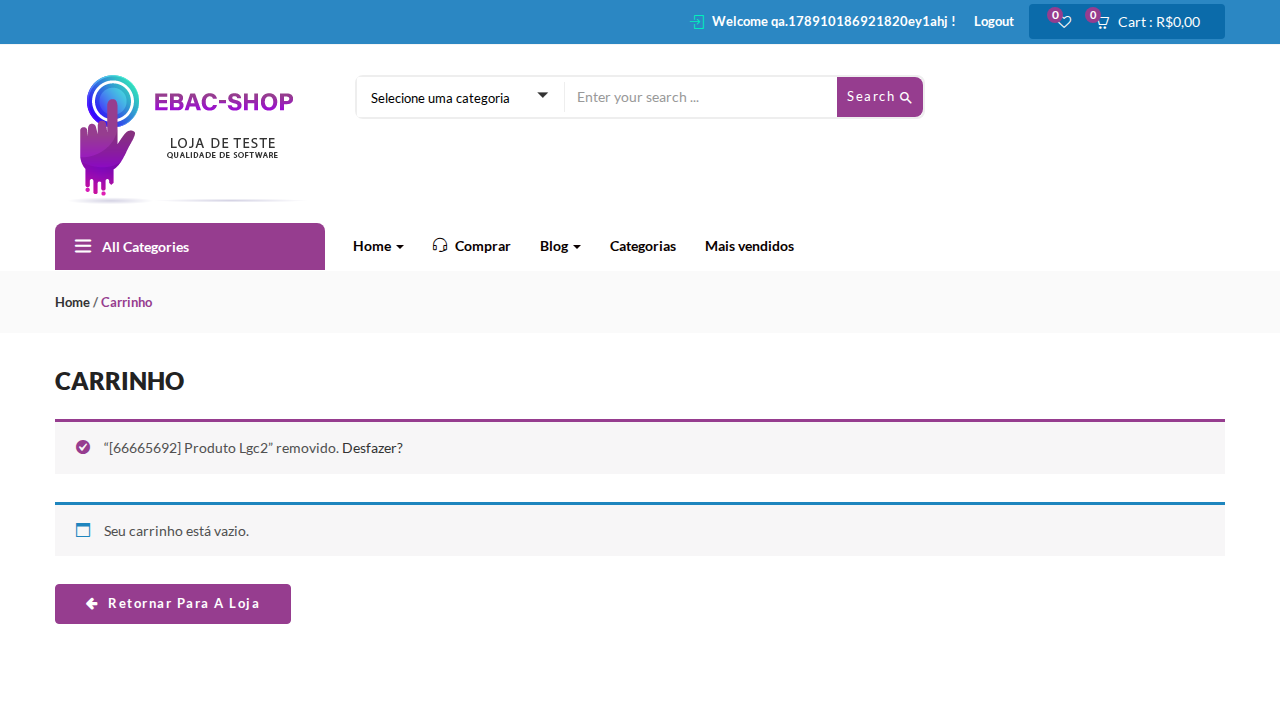 Welcome qa.178910186921820ey1ahj !
Logout
0
0
Cart : R$0,00
EBAC-SHOP
LOJA DE TESTE
QUALIDADE DE SOFTWARE
Selecione uma categoria
Enter your search ...
Search
All Categories
Home
Comprar
Blog
Categorias
Mais vendidos
Home / Carrinho
CARRINHO
“[66665692] Produto Lgc2” removido. Desfazer?
Seu carrinho está vazio.
Retornar Para A Loja